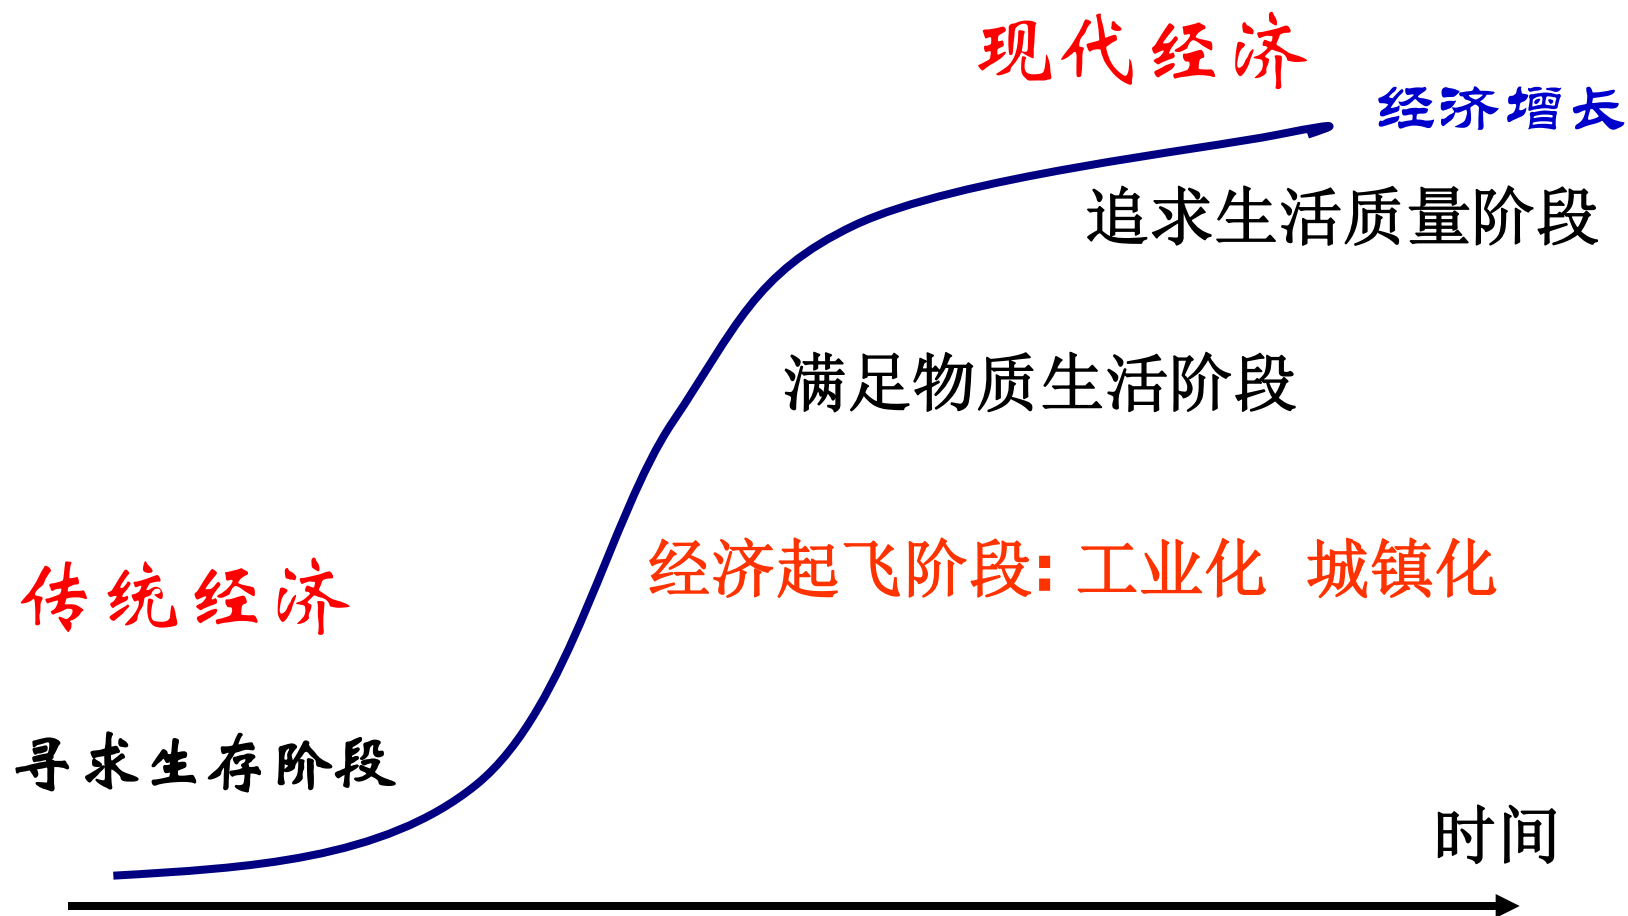 现代经济
经济增长
追求生活质量阶段
满足物质生活阶段
经济起飞阶段: 工业化 城镇化
传统经济
寻求生存阶段
时间